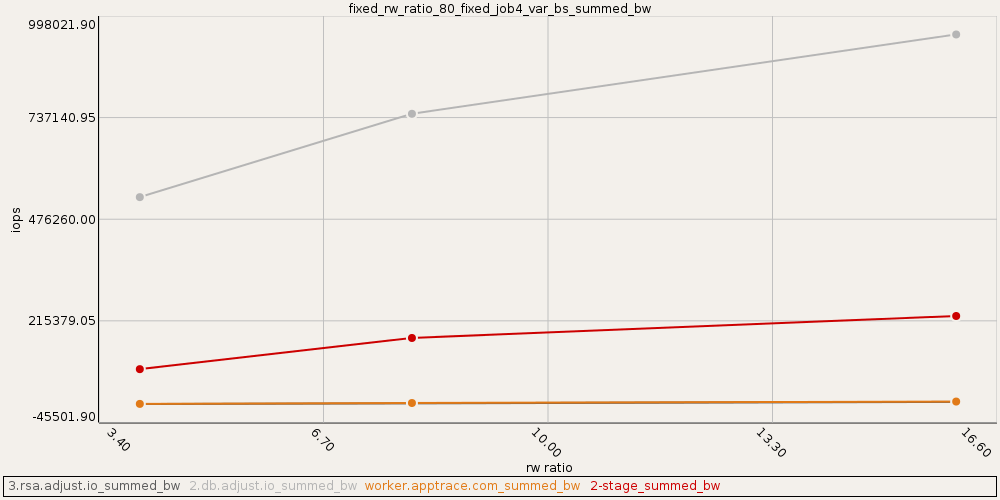 fixed_rw_ratio_80_fixed_job4_var_bs_summed_bw
998021.90
737140.95
476260.00
215379.05
-45501.90
iops
3.40
6.70
10.00
13.30
16.60
rw ratio
3.rsa.adjust.io_summed_bw 2.db.adjust.io_summed_bw worker.apptrace.com_summed_bw 2-stage_summed_bw